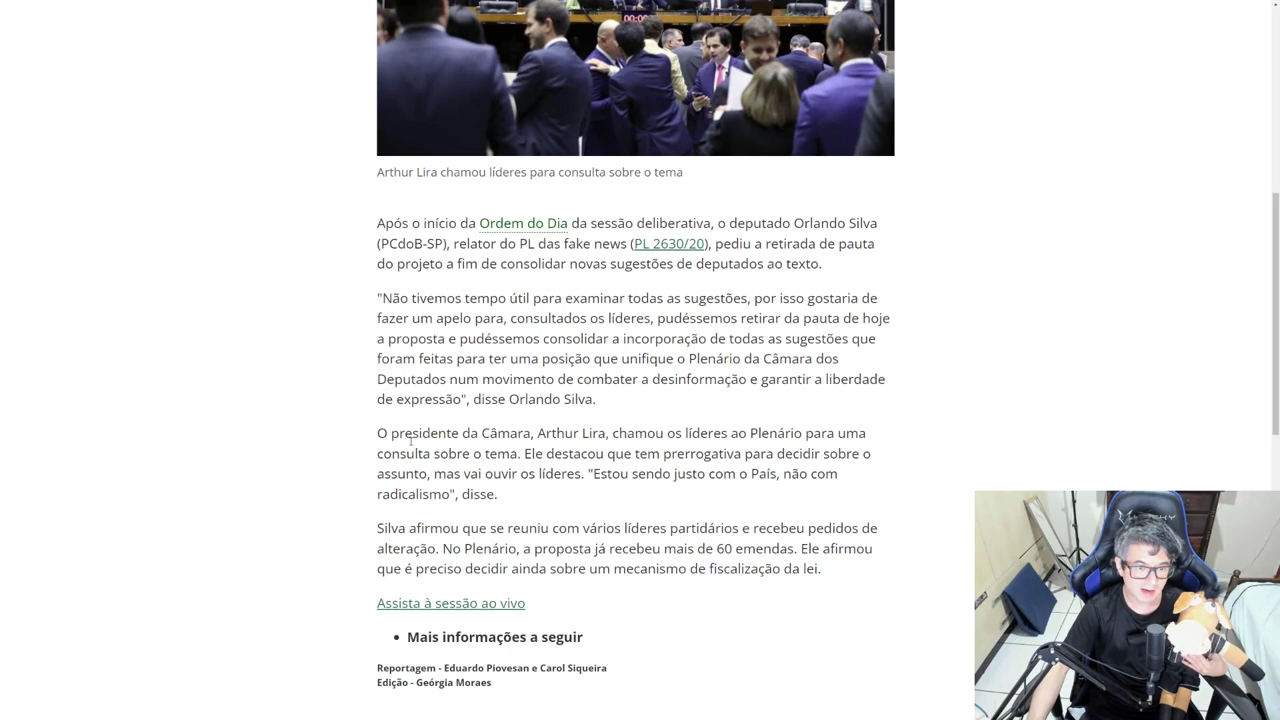 00:00
Arthur Lira chamou líderes para consulta sobre o tema
Após o início da Ordem do Dia da sessão deliberativa, o deputado Orlando Silva
(PCdoB-SP), relator do PL das fake news (PL 2630/20), pediu a retirada de pauta
do projeto a fim de consolidar novas sugestões de deputados ao texto.
"Não tivemos tempo útil para examinar todas as sugestões, por isso gostaria de
fazer um apelo para, consultados os líderes, pudéssemos retirar da pauta de hoje
a proposta e pudéssemos consolidar a incorporação de todas as sugestões que
foram feitas para ter uma posição que unifique o Plenário da Câmara dos
Deputados num movimento de combater a desinformação e garantir a liberdade
de expressão", disse Orlando Silva.
O presidente da Câmara, Arthur Lira, chamou os líderes ao Plenário para uma
consulta sobre o tema. Ele destacou que tem prerrogativa para decidir sobre o
assunto, mas vai ouvir os líderes. "Estou sendo justo com o País, não com
radicalismo", disse.
Silva afirmou que se reuniu com vários líderes partidários e recebeu pedidos de
alteração. No Plenário, a proposta já recebeu mais de 60 emendas. Ele afirmou
que é preciso decidir ainda sobre um mecanismo de fiscalização da lei.
Assista à sessão ao vivo
• Mais informações a seguir
Reportagem - Eduardo Piovesan e Carol Siqueira
Edição - Geórgia Moraes